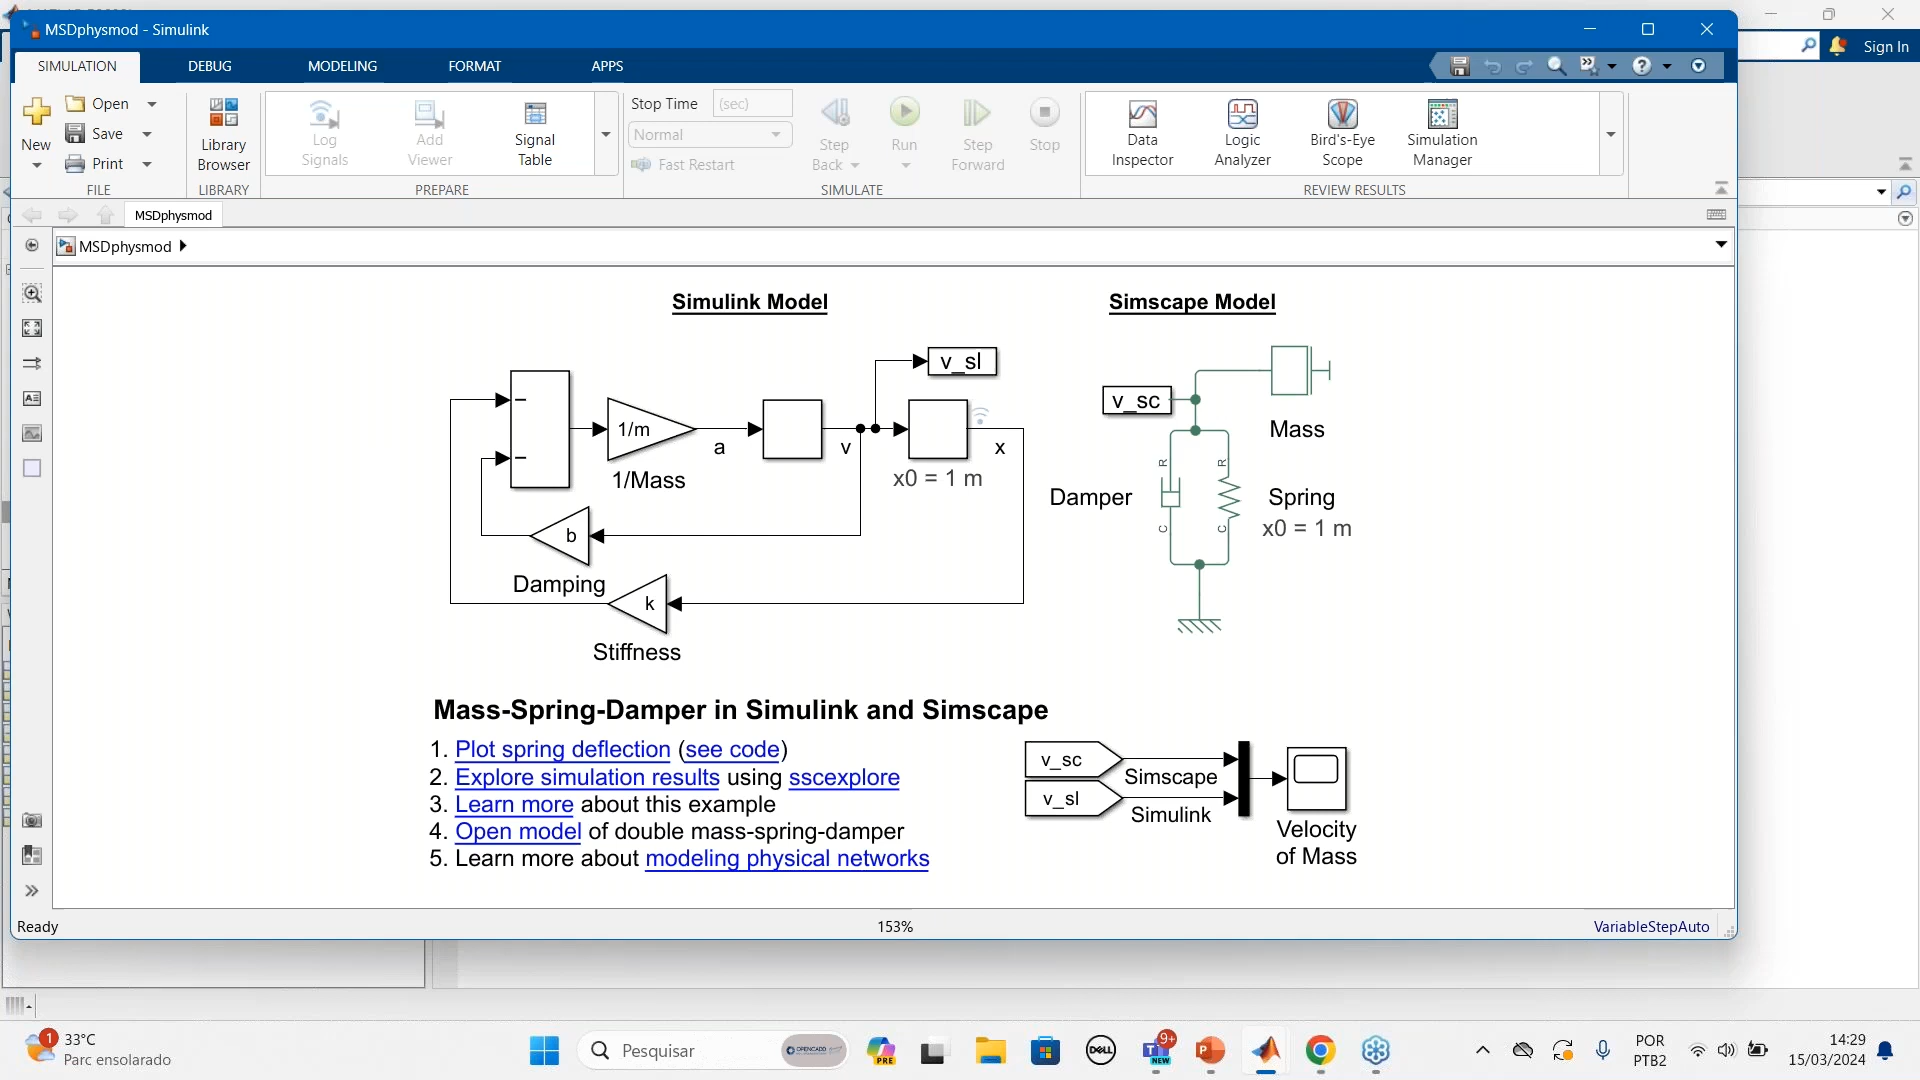 MSDphysmod - Simulink
Sign In
SIMULATION DEBUG MODELING FORMAT APPS
New
Open
Save
Print
FILE
Library
Browser
LIBRARY
Log
Signals
Add
Viewer
Signal
Table
PREPARE
Stop Time (sec)
Normal
Fast Restart
Step
Back
Run
Step
Forward
Stop
SIMULATE
Data
Inspector
Logic
Analyzer
Bird's-Eye
Scope
Simulation
Manager
REVIEW RESULTS
MSDphysmod
MSDphysmod
Simulink Model
Simscape Model
v_sl
v_sc
1/m
a
v
x
1/Mass
x0 = 1 m
Mass
R
R
Damper
Spring
x0 = 1 m
C
C
b
Damping
k
Stiffness
Mass-Spring-Damper in Simulink and Simscape
1. Plot spring deflection (see code)
2. Explore simulation results using sscexplore
3. Learn more about this example
4. Open model of double mass-spring-damper
5. Learn more about modeling physical networks
v_sc
Simscape
v_sl
Simulink
Velocity
of Mass
Ready
153%
VariableStepAuto
1
33°C
Parc ensolarado
Pesquisar
PRE
DELL
9+
NEW
POR
PTB2
14:29
15/03/2024